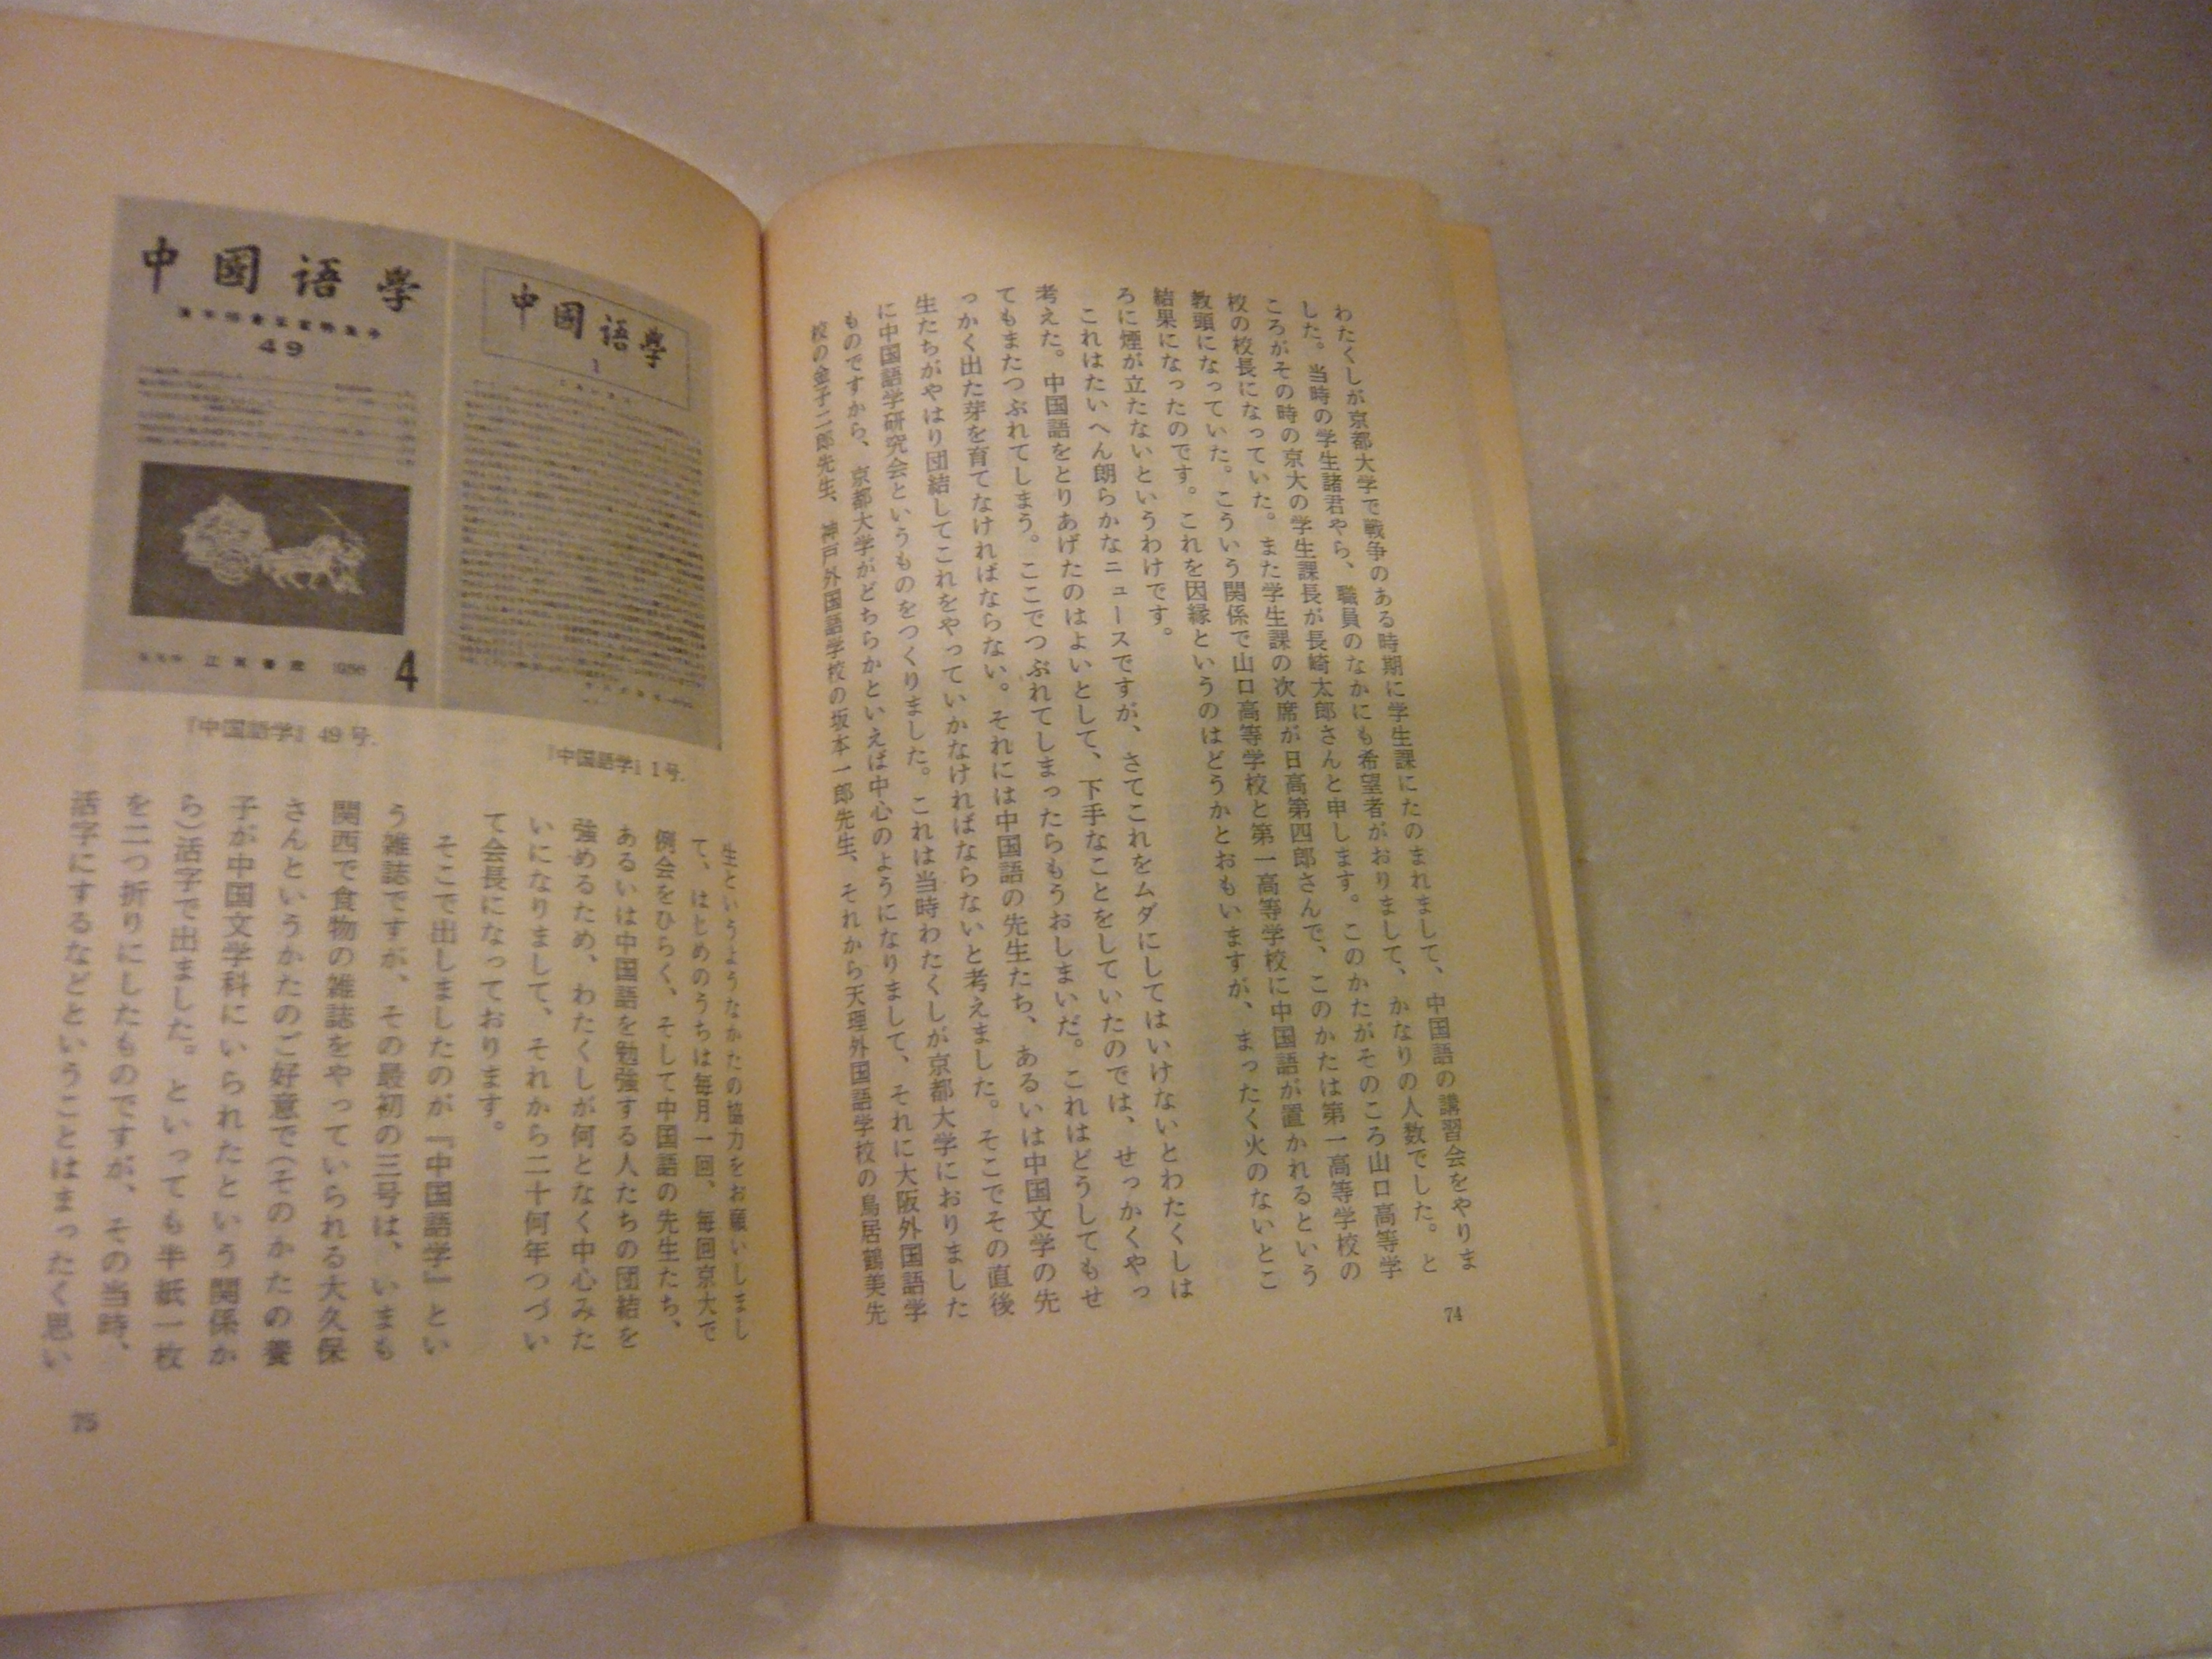 わたくしが京都大学で戦争のある時期に学生課にたのまれまして、中国語の講習会をやりま
した。当時の学生諸君やら、職員のなかにも希望者がおりまして、かなりの人数でした。と
ころがその時の京大の学生課長が長崎太郎さんと申します。このかたがそのころ山口高等学
校の校長になっていた。また学生課の次席が日高第四郎さんで、このかたは第一高等学校の
教頭になっていた。こういう関係で山口高等学校と第一高等学校に中国語が置かれるという
結果になったのです。これを因縁というのはどうかとおもいますが、まったく火のないとこ
ろに煙が立たないというわけです。
これはたいへん朗らかなニュースですが、さてこれをムダにしてはいけないとわたくしは
考えた。中国語をとりあげたのはよいとして、下手なことをしていたのでは、せっかくやっ
てもまたつぶれてしまう。ここでつぶれてしまったらもうおしまいだ。これはどうしてもせ
っかく出た芽を育てなければならない。それには中国語の先生たち、あるいは中国文学の先
生たちがやはり団結してこれをやっていかなければならないと考えました。そこでその直後
に中国語学研究会というものをつくりました。これは当時わたくしが京都大学におりました
ものですから、京都大学がどちらかといえば中心のようになりまして、それに大阪外国語学
校の金子二郎先生、神戸外国語学校の坂本一郎先生、それから天理外国語学校の鳥居鶴美先
74
中國语學
1
『中国語学』1号.
中國语學
49
江南書院 1956 4
『中国語学』49号.
生というようなかたの協力をお願いしまし
て、はじめのうちは毎月一回、毎回京大で
例会をひらく、そして中国語の先生たち、
あるいは中国語を勉強する人たちの団結を
強めるため、わたくしが何となく中心みた
いになりまして、それから二十何年つづい
て会長になっております。
そこで出しましたのが『中国語学』とい
う雑誌ですが、その最初の三号は、いまも
関西で食物の雑誌をやっていられる大久保
さんというかたのご好意で(そのかたの養
子が中国文学科にいられたという関係か
ら)活字で出ました。といっても半紙一枚
を二つ折りにしたものですが、その当時、
活字にするなどということはまったく思い
75